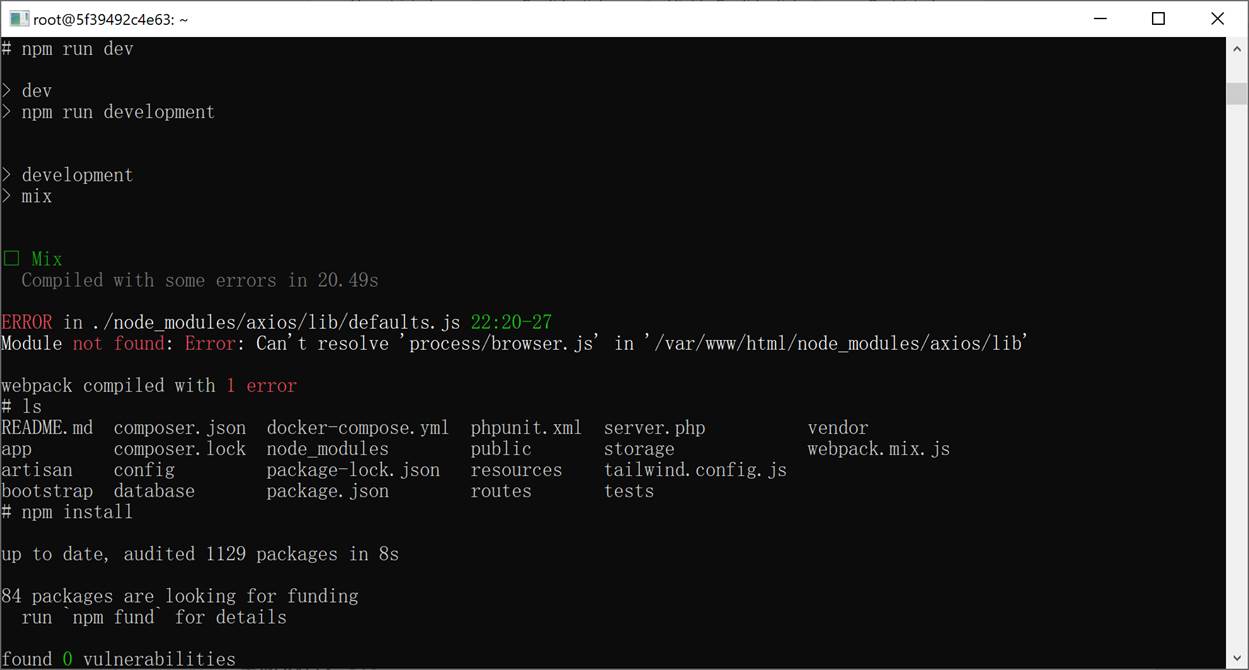 root@5f39492c4e63: ~
# npm run dev
> dev
> npm run development
> development
> mix
Mix
Compiled with some errors in 20.49s
ERROR in ./node_modules/axios/lib/defaults.js 22:20-27
Module not found: Error: Can't resolve 'process/browser.js' in '/var/www/html/node_modules/axios/lib'
webpack compiled with 1 error
# ls
README.md composer.json docker-compose.yml phpunit.xml server.php vendor
app composer.lock node_modules public storage webpack.mix.js
artisan config package-lock.json resources tailwind.config.js
bootstrap database package.json routes tests
# npm install
up to date, audited 1129 packages in 8s
84 packages are looking for funding
run `npm fund` for details
found 0 vulnerabilities